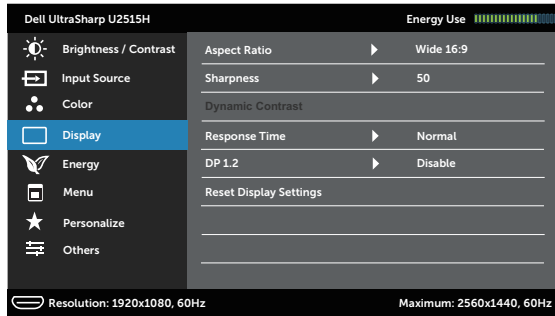 Dell UltraSharp U2515H Energy Use
Brightness / Contrast Aspect Ratio Wide 16:9
Input Source Sharpness 50
Color Dynamic Contrast
Display Response Time Normal
Energy DP 1.2 Disable
Menu Reset Display Settings
Personalize
Others
Resolution: 1920x1080, 60Hz Maximum: 2560x1440, 60Hz